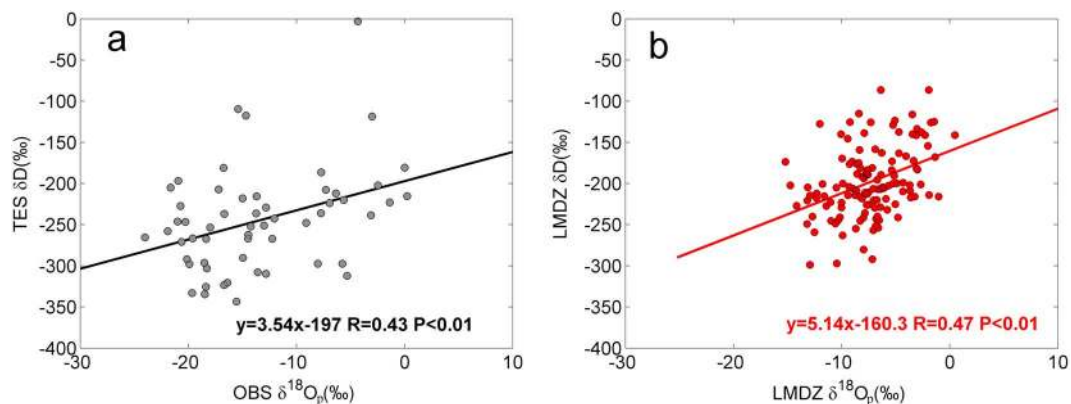 a
0
-50
-100
-150
-200
-250
-300
-350
-400
TES δD(‰)
y=3.54x-197 R=0.43 P<0.01
-30 -20 -10 0 10
OBS δ¹⁸Oₚ(‰)
b
0
-50
-100
-150
-200
-250
-300
-350
-400
LMDZ δD(‰)
y=5.14x-160.3 R=0.47 P<0.01
-30 -20 -10 0 10
LMDZ δ¹⁸Oₚ(‰)